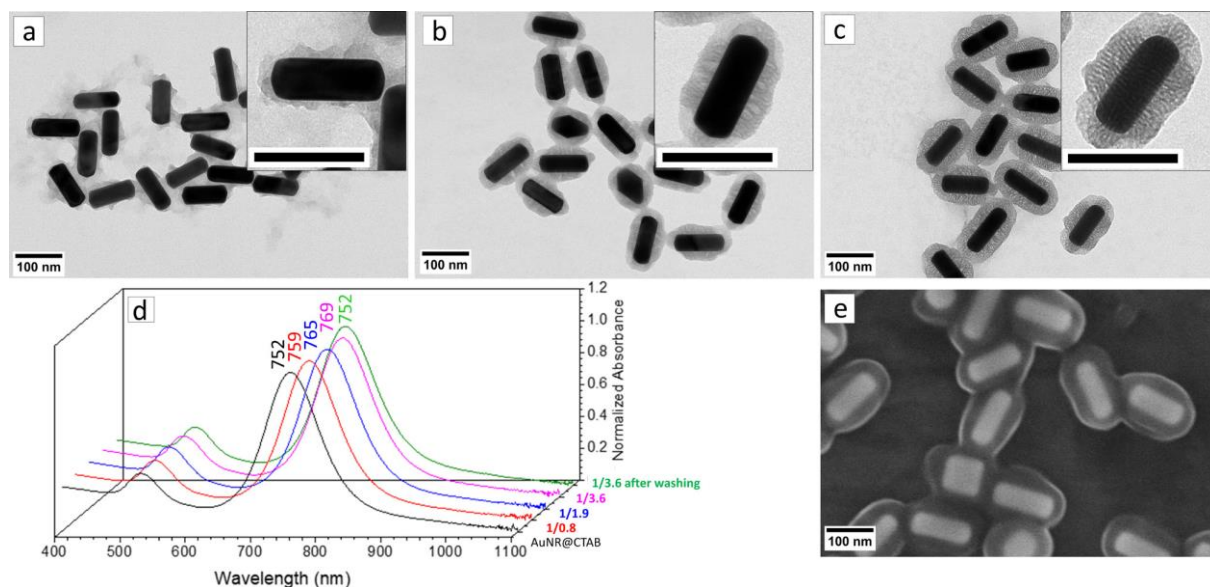 a
b
c
100 nm
100 nm
100 nm
d
752
759
765
769
752
1.2
1.0
0.8
0.6
0.4
0.2
Normalized Absorbance
1/3.6 after washing
1/3.6
1/1.9
1/0.8
AuNR@CTAB
400 500 600 700 800 900 1000 1100
Wavelength (nm)
e
100 nm